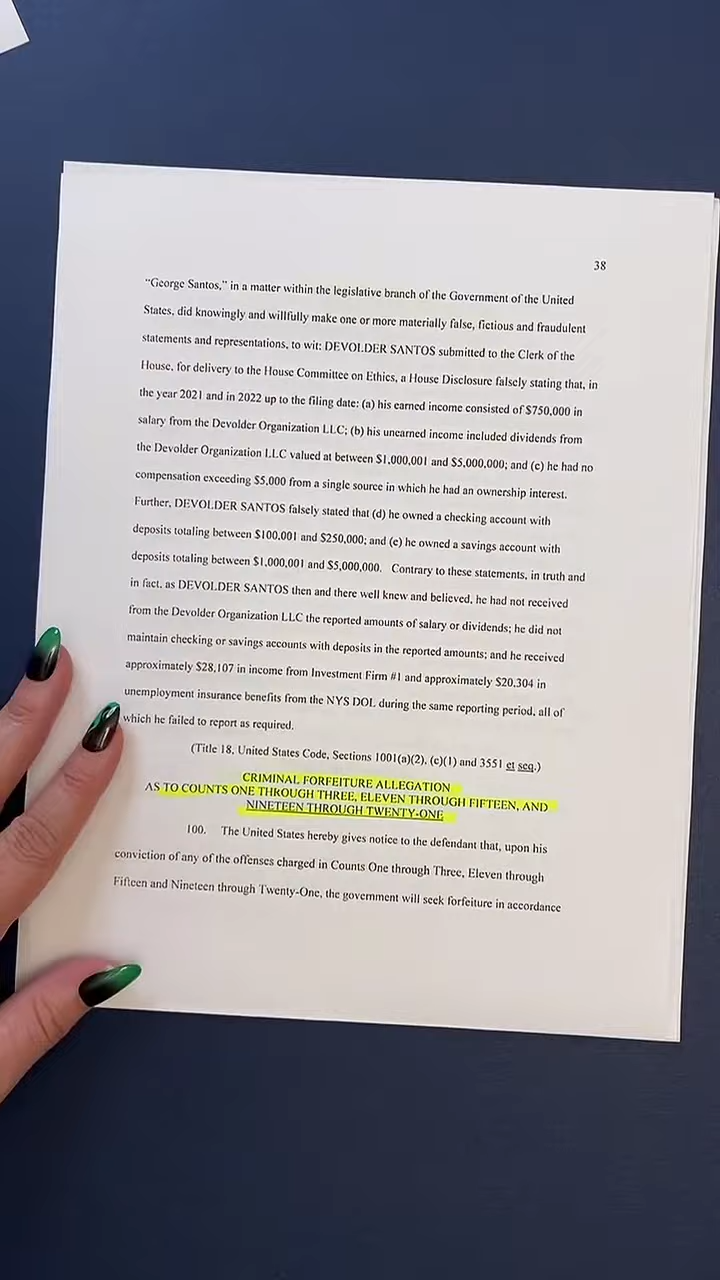 38
“George Santos,” in a matter within the legislative branch of the Government of the United
States, did knowingly and willfully make one or more materially false, fictious and fraudulent
statements and representations, to wit: DEVOLDER SANTOS submitted to the Clerk of the
House, for delivery to the House Committee on Ethics, a House Disclosure falsely stating that, in
the year 2021 and in 2022 up to the filing date: (a) his earned income consisted of $750,000 in
salary from the Devolder Organization LLC; (b) his unearned income included dividends from
the Devolder Organization LLC valued at between $1,000,001 and $5,000,000; and (c) he had no
compensation exceeding $5,000 from a single source in which he had an ownership interest.
Further, DEVOLDER SANTOS falsely stated that (d) he owned a checking account with
deposits totaling between $100,001 and $250,000; and (e) he owned a savings account with
deposits totaling between $1,000,001 and $5,000,000. Contrary to these statements, in truth and
in fact, as DEVOLDER SANTOS then and there well knew and believed, he had not received
from the Devolder Organization LLC the reported amounts of salary or dividends; he did not
maintain checking or savings accounts with deposits in the reported amounts; and he received
approximately $28,107 in income from Investment Firm #1 and approximately $20,304 in
unemployment insurance benefits from the NYS DOL during the same reporting period, all of
which he failed to report as required.
(Title 18, United States Code, Sections 1001(a)(2), (c)(1) and 3551 et seq.)
CRIMINAL FORFEITURE ALLEGATION
AS TO COUNTS ONE THROUGH THREE, ELEVEN THROUGH FIFTEEN, AND
NINETEEN THROUGH TWENTY-ONE
100. The United States hereby gives notice to the defendant that, upon his
conviction of any of the offenses charged in Counts One through Three, Eleven through
Fifteen and Nineteen through Twenty-One, the government will seek forfeiture in accordance